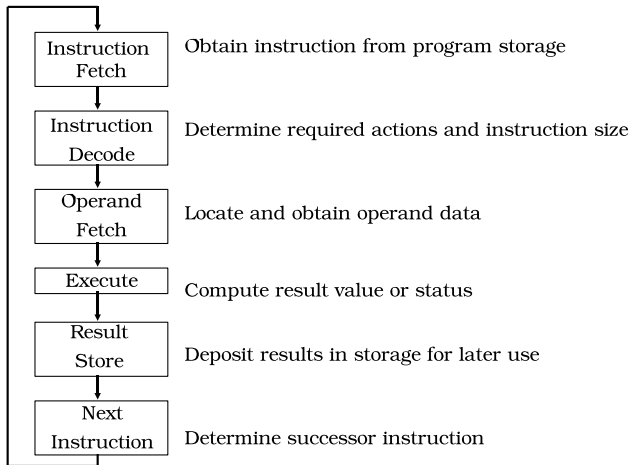 Instruction
Fetch
Obtain instruction from program storage
Instruction
Decode
Determine required actions and instruction size
Operand
Fetch
Locate and obtain operand data
Execute
Compute result value or status
Result
Store
Deposit results in storage for later use
Next
Instruction
Determine successor instruction